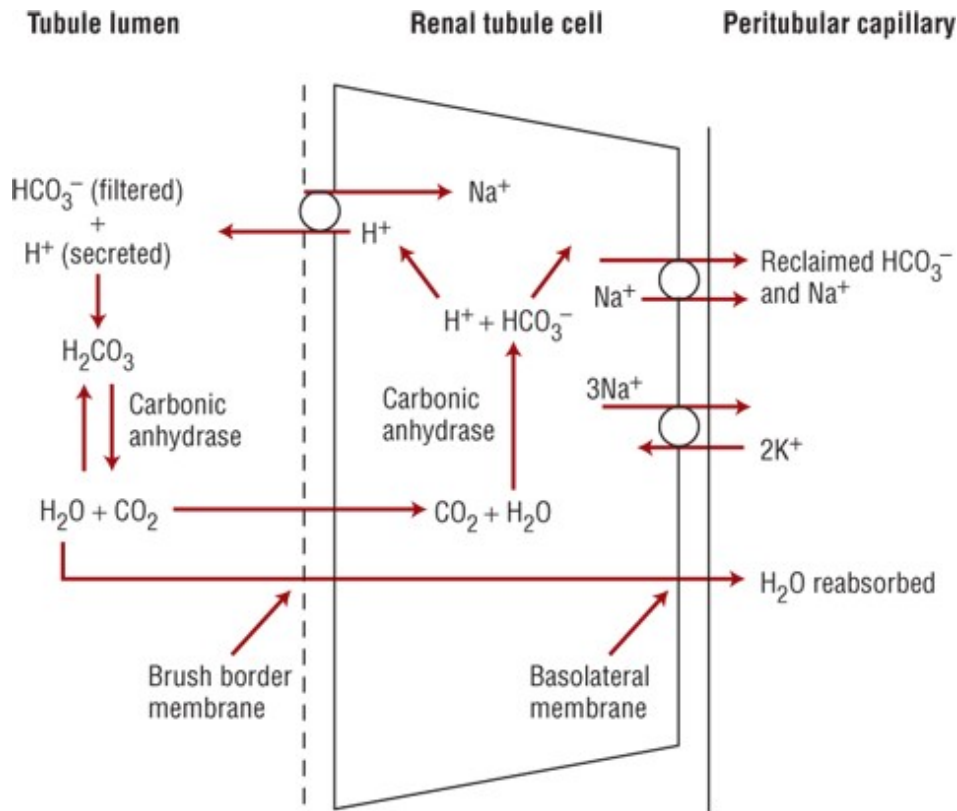 Tubule lumen
Renal tubule cell
Peritubular capillary
HCO₃⁻ (filtered)
+
H⁺ (secreted)
H₂CO₃
Carbonic
anhydrase
H₂O + CO₂
Na⁺
H⁺
H⁺ + HCO₃⁻
Carbonic
anhydrase
CO₂ + H₂O
Na⁺
Reclaimed HCO₃⁻
and Na⁺
3Na⁺
2K⁺
H₂O reabsorbed
Brush border
membrane
Basolateral
membrane